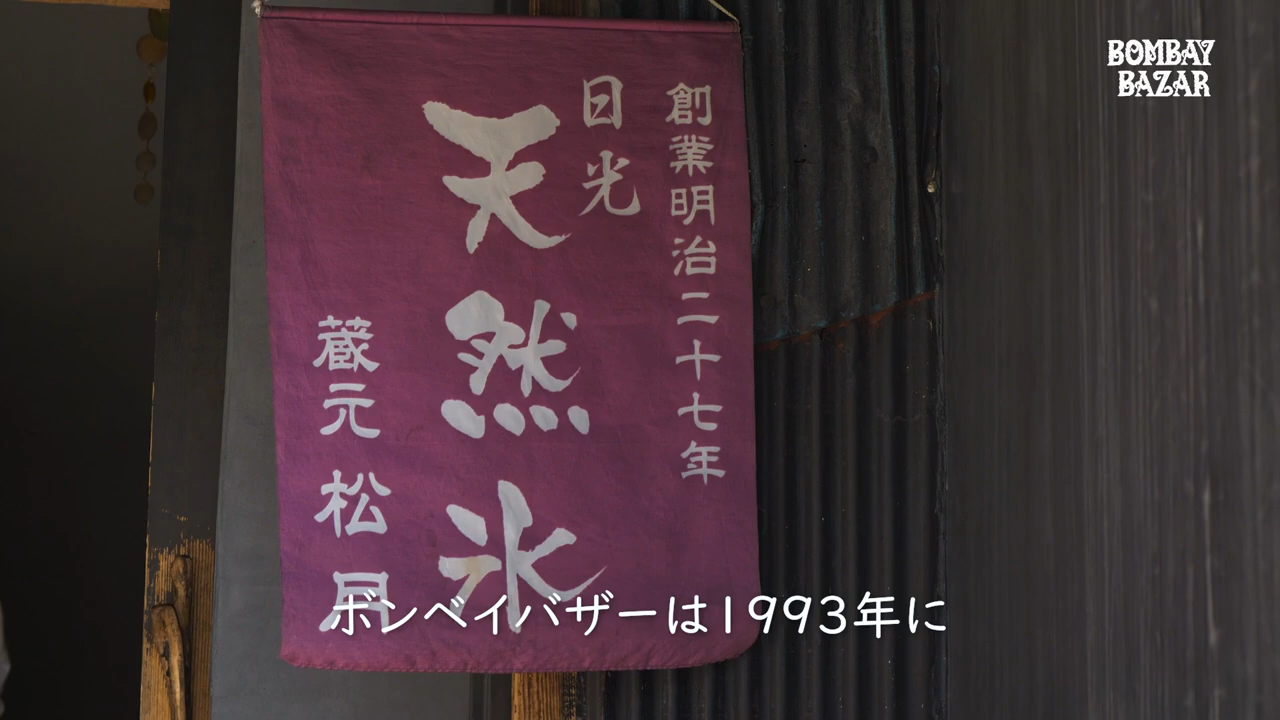 BOMBAY
BAZAR
創業明治二十七年
日光
天然氷
蔵元 松月
ボンベイバザーは1993年に